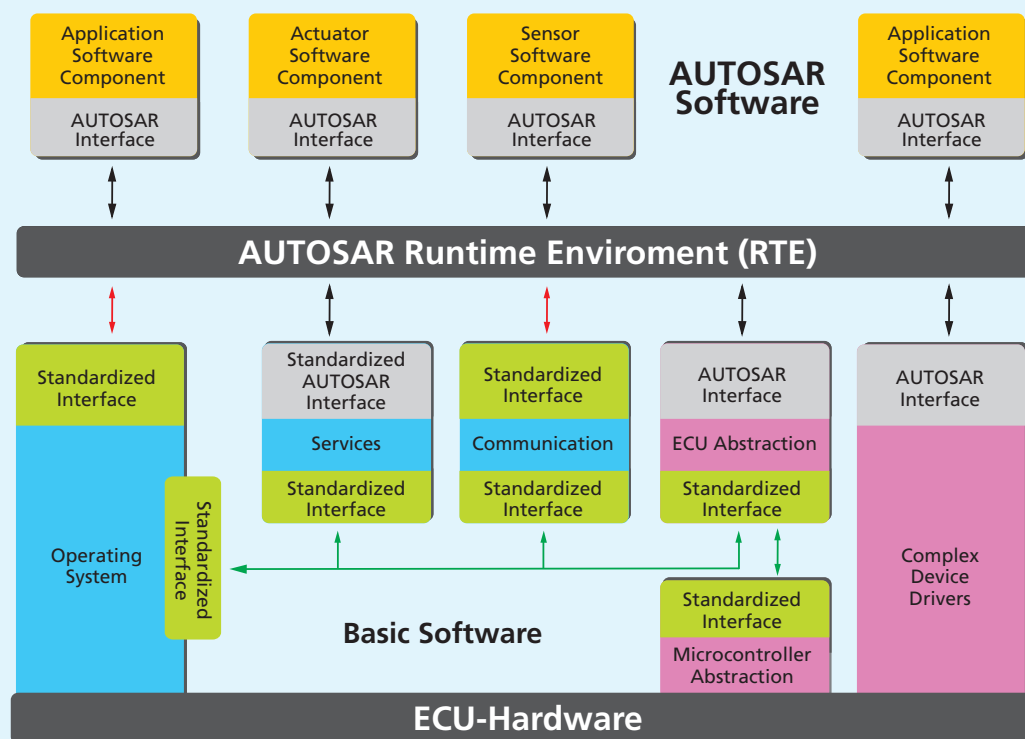 Application
Software
Component
AUTOSAR
Interface
Actuator
Software
Component
AUTOSAR
Interface
Sensor
Software
Component
AUTOSAR
Interface
AUTOSAR
Software
Application
Software
Component
AUTOSAR
Interface
AUTOSAR Runtime Enviroment (RTE)
Standardized
Interface
Operating
System
Standardized
Interface
Standardized
AUTOSAR
Interface
Services
Standardized
Interface
Standardized
Interface
Communication
Standardized
Interface
AUTOSAR
Interface
ECU Abstraction
Standardized
Interface
Standardized
Interface
Microcontroller
Abstraction
AUTOSAR
Interface
Complex
Device
Drivers
Basic Software
ECU-Hardware